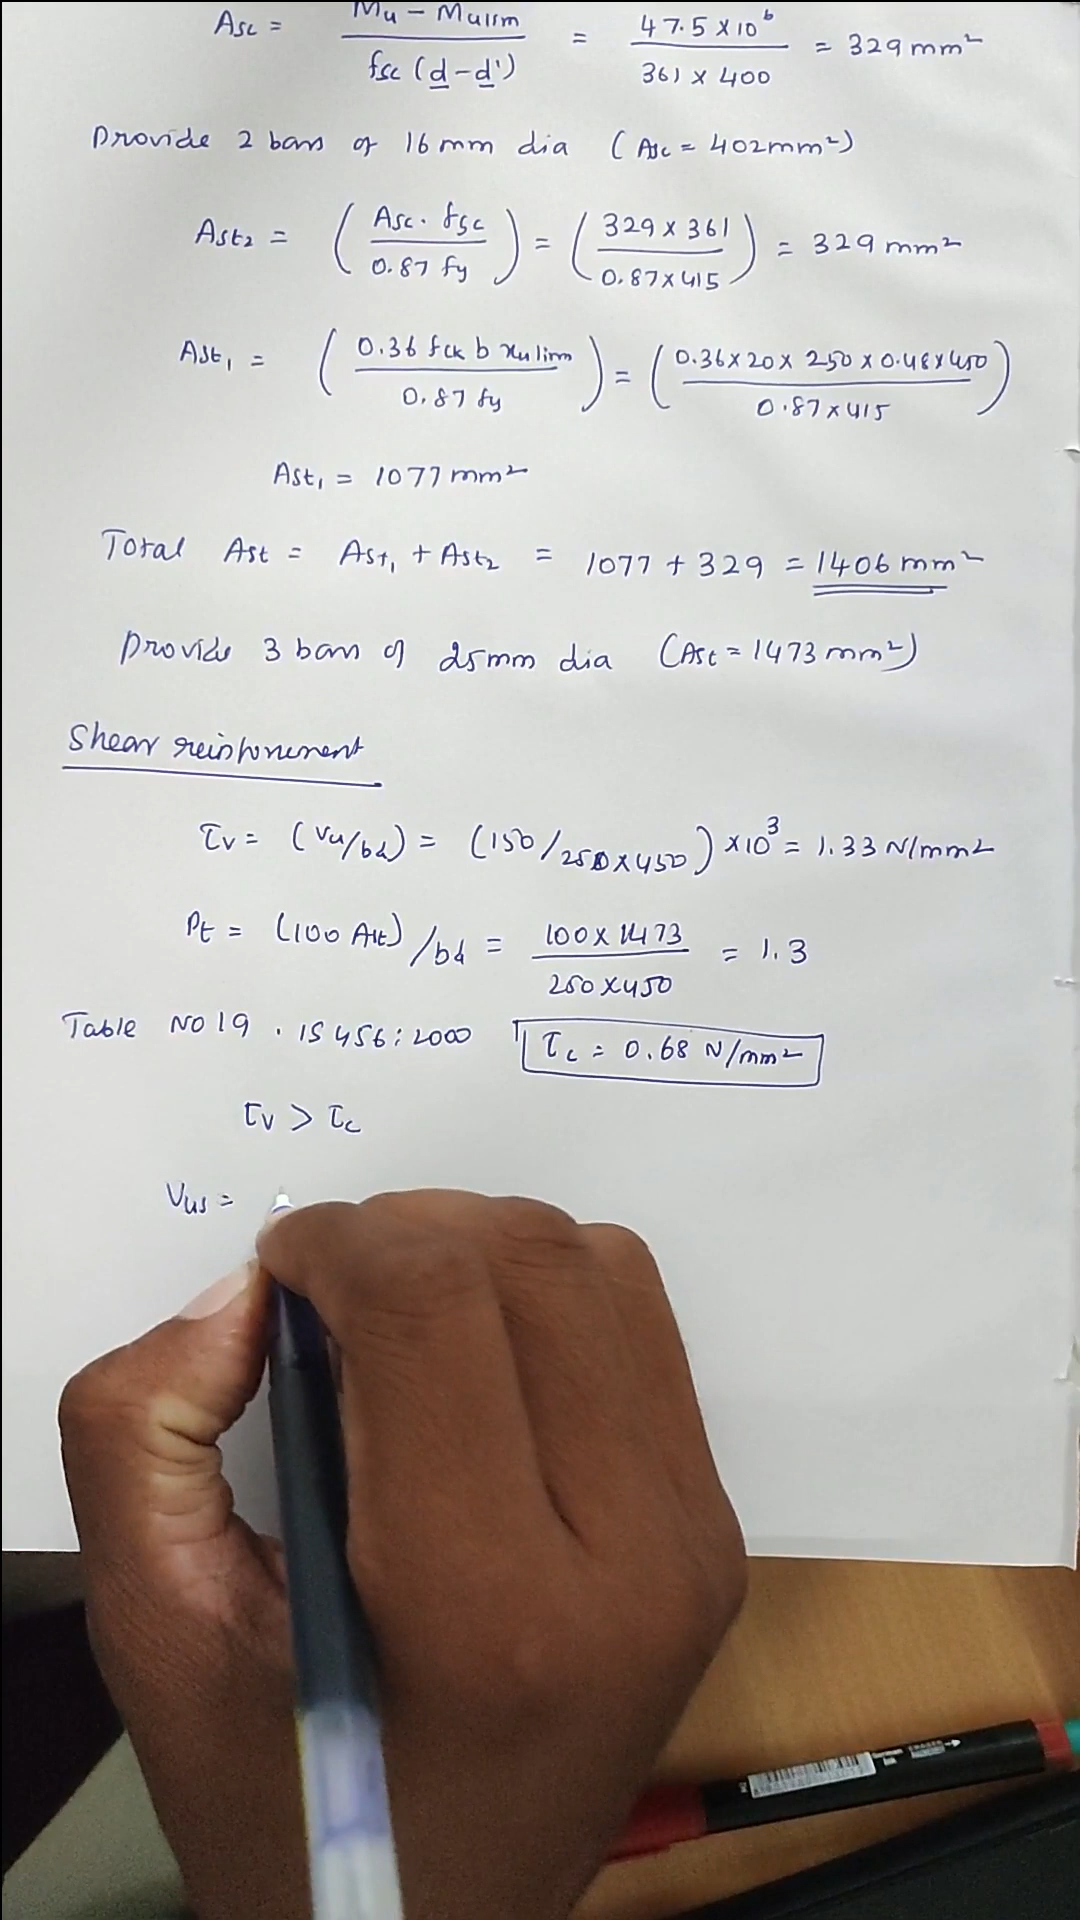 Asc = Mu - Mulim / fsc (d-d') = 47.5 x 10⁶ / 361 x 400 = 329 mm²
Provide 2 bars of 16 mm dia (Asc = 402mm²)
Ast₂ = (Asc. fsc / 0.87 fy) = (329 x 361 / 0.87 x 415) = 329 mm²
Ast₁ = (0.36 fck b xulim / 0.87 fy) = (0.36 x 20 x 250 x 0.48 x 450 / 0.87 x 415)
Ast₁ = 1077 mm²
Total Ast = Ast₁ + Ast₂ = 1077 + 329 = 1406 mm²
Provide 3 bars of 25mm dia (Ast = 1473 mm²)
Shear reinforcement
τv = (Vu/bd) = (150/250 x 450) x 10³ = 1.33 N/mm²
Pt = (100 Ast)/bd = 100 x 1473 / 250 x 450 = 1.3
Table No 19 . IS 456 : 2000 τc = 0.68 N/mm²
τv > τc
Vus =